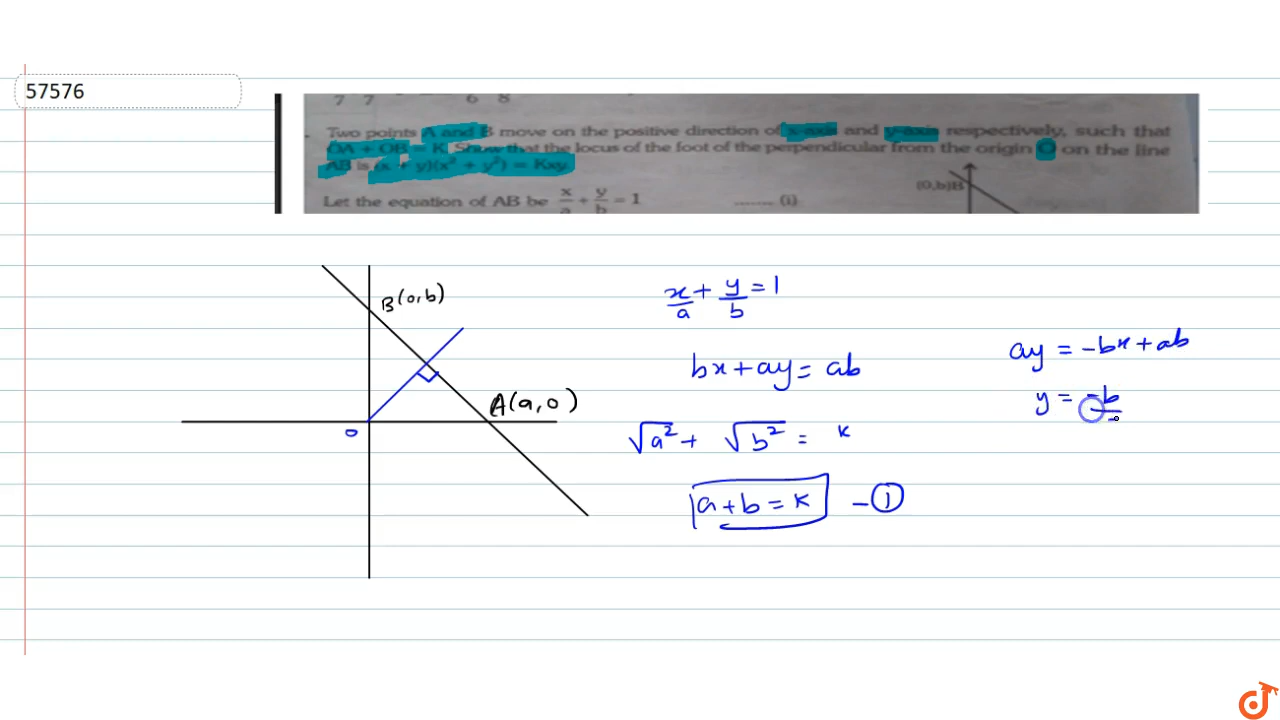 57576
7 7 6 8
Two points A and B move on the positive direction of x-axis and y-axis respectively, such that
OA + OB = K. Show that the locus of the foot of the perpendicular from the origin O on the line
AB is (x + y)(x² + y²) = Kxy
(0,b)B
Let the equation of AB be x/a + y/b = 1 ........ (i)
B(0,b)
x/a + y/b = 1
ay = -bx+ab
bx+ay= ab
y = -b
A(a,0)
0
√a² + √b² = k
a+b=k -①